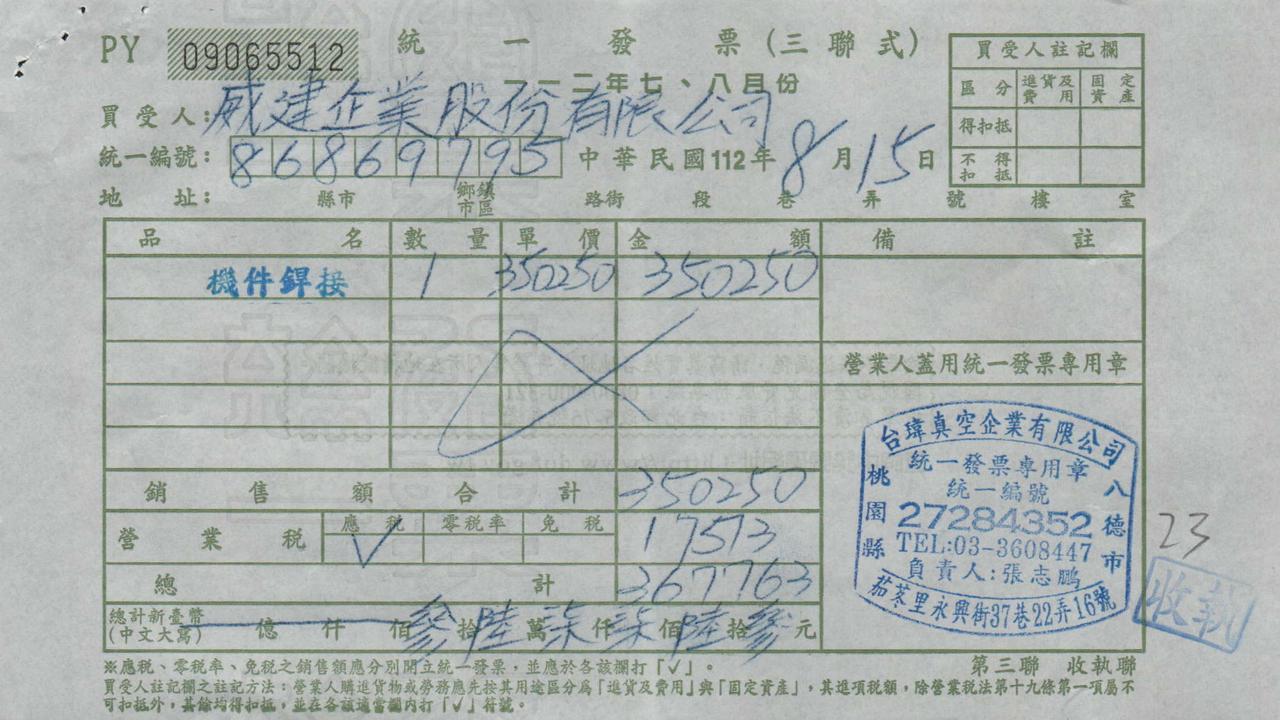 PY 09065512 統一發票(三聯式)
一一二年七、八月份
買受人註記欄
區分 進貨及費用 固定資產
得扣抵
不得扣抵
買受人:威建企業股份有限公司
統一編號:86869795 中華民國112年8月15日
地址: 縣市 鄉鎮市區 路街 段 巷 弄 號 樓 室
品名 數量 單價 金額 備註
機件銲接 1 350250 350250
營業人蓋用統一發票專用章
銷售額合計 350250
營業稅 應稅 √ 零稅率 免稅 17513
總計 367763
總計新臺幣(中文大寫) 億仟佰參拾陸萬柒仟柒佰陸拾參元
台瑋真空企業有限公司
統一發票專用章
統一編號
27284352
TEL:03-3608447
負責人:張志鵬
桃園縣
八德市
茄苳里永興街37巷22弄16號
23
收執
※應稅、零稅率、免稅之銷售額應分別開立統一發票,並應於各該欄打「√」。
第三聯 收執聯
買受人註記欄之註記方法:營業人購進貨物或勞務應先按其用途區分為「進貨及費用」與「固定資產」,其進項稅額,除營業稅法第十九條第一項屬不
可扣抵外,其餘均得扣抵,並在各該適當欄內打「√」符號。